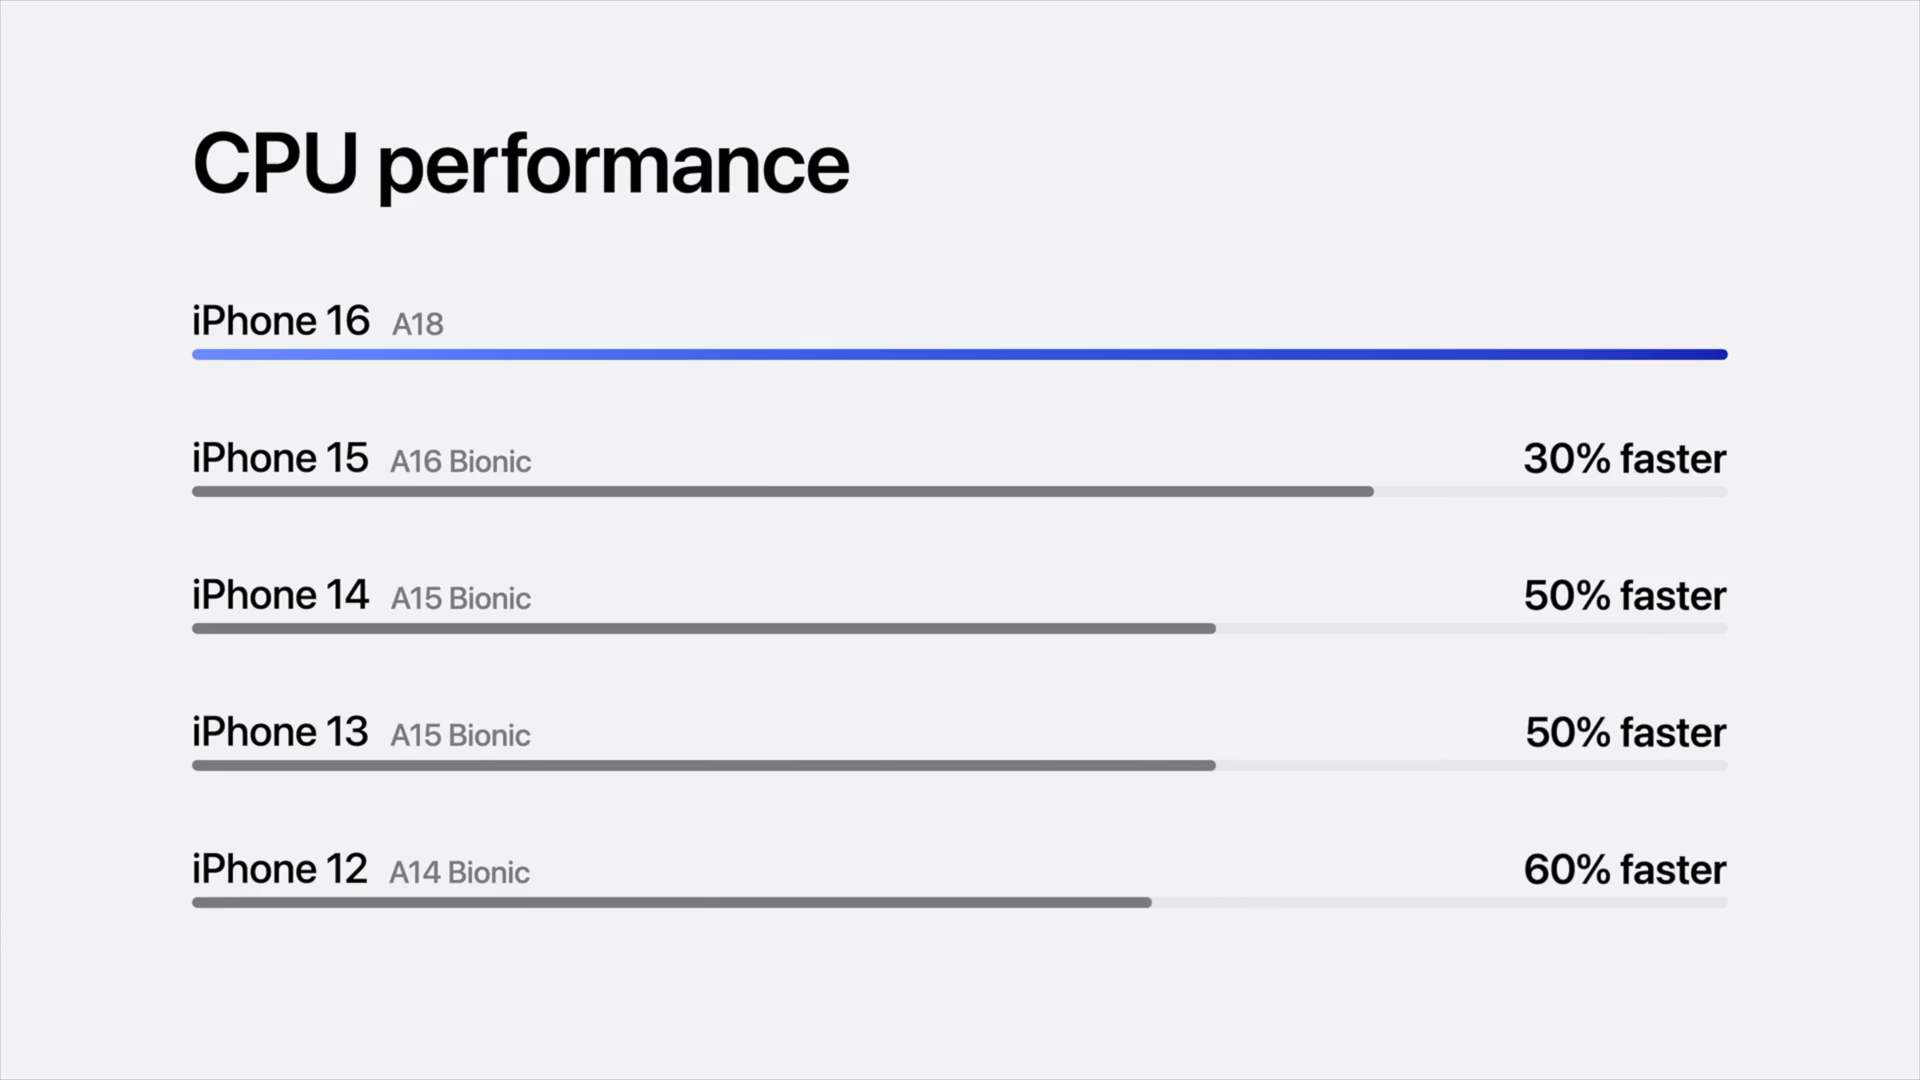 CPU performance
iPhone 16 A18
iPhone 15 A16 Bionic 30% faster
iPhone 14 A15 Bionic 50% faster
iPhone 13 A15 Bionic 50% faster
iPhone 12 A14 Bionic 60% faster